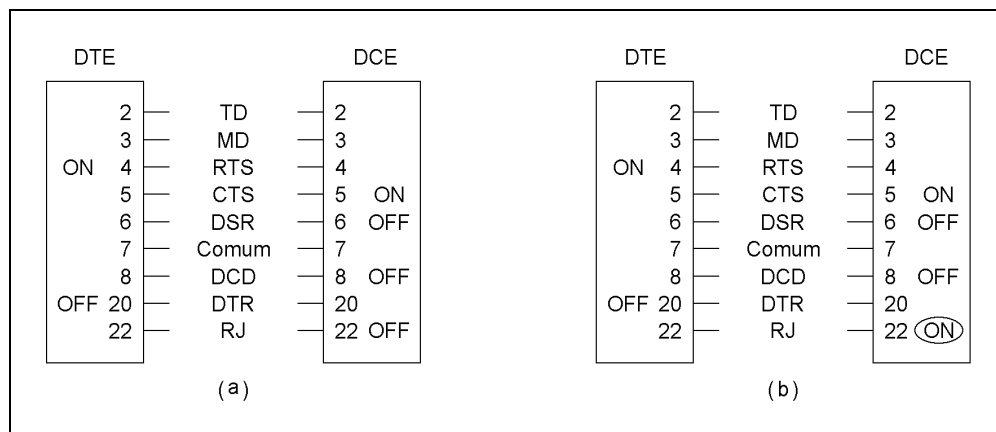 DTE DCE
2 TD 2
3 MD 3
ON 4 RTS 4
5 CTS 5 ON
6 DSR 6 OFF
7 Comum 7
8 DCD 8 OFF
OFF 20 DTR 20
22 RJ 22 OFF
(a)
DTE DCE
2 TD 2
3 MD 3
ON 4 RTS 4
5 CTS 5 ON
6 DSR 6 OFF
7 Comum 7
8 DCD 8 OFF
OFF 20 DTR 20
22 RJ 22 ON
(b)